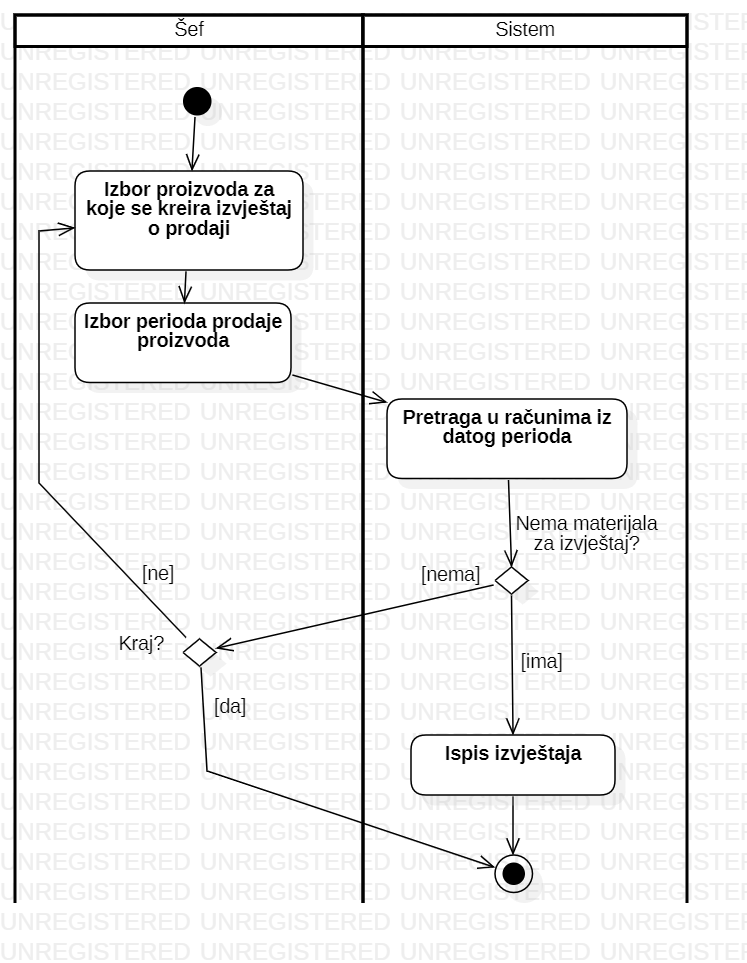 Šef
Sistem
Izbor proizvoda za
koje se kreira izvještaj
o prodaji
Izbor perioda prodaje
proizvoda
Pretraga u računima iz
datog perioda
Nema materijala
za izvještaj?
[ne]
[nema]
Kraj?
[ima]
[da]
Ispis izvještaja
UNREGISTERED